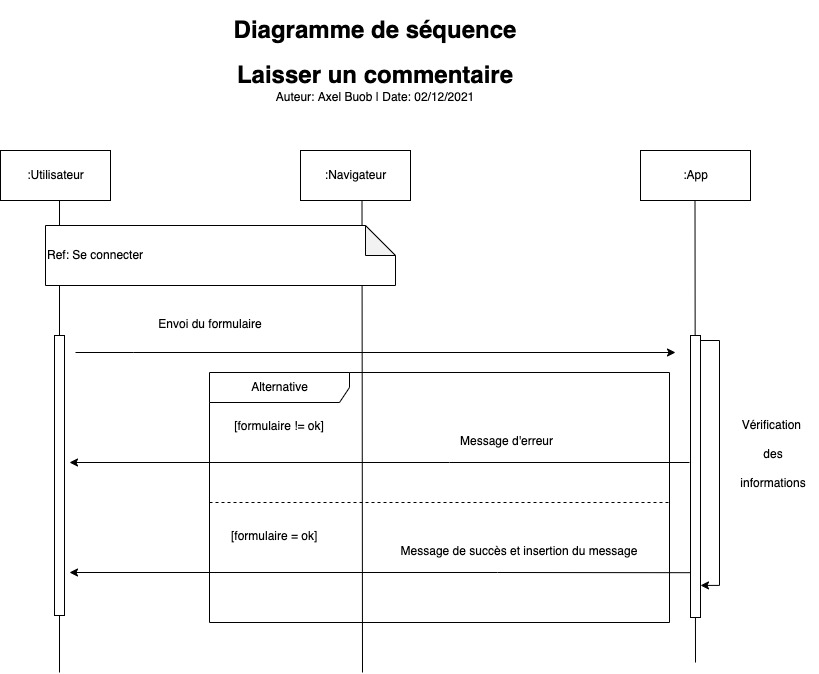 Diagramme de séquence
Laisser un commentaire
Auteur: Axel Buob | Date: 02/12/2021
:Utilisateur
:Navigateur
:App
Ref: Se connecter
Envoi du formulaire
Alternative
[formulaire != ok]
Message d'erreur
Vérification
des
informations
[formulaire = ok]
Message de succès et insertion du message